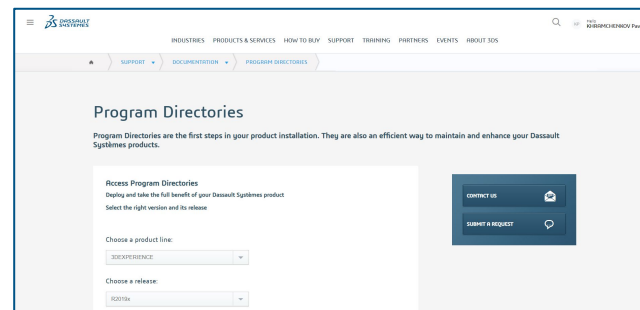 DASSAULT
SYSTEMES
Hello
KHRAMCHENKOV Pav
INDUSTRIES PRODUCTS & SERVICES HOW TO BUY SUPPORT TRAINING PARTNERS EVENTS ABOUT 3DS
SUPPORT DOCUMENTATION PROGRAM DIRECTORIES
Program Directories
Program Directories are the first steps in your product installation. They are also an efficient way to maintain and enhance your Dassault
Systèmes products.
Access Program Directories
Deploy and take the full benefit of your Dassault Systèmes product
Select the right version and its release
CONTACT US
SUBMIT A REQUEST
Choose a product line:
3DEXPERIENCE
Choose a release:
R2019x